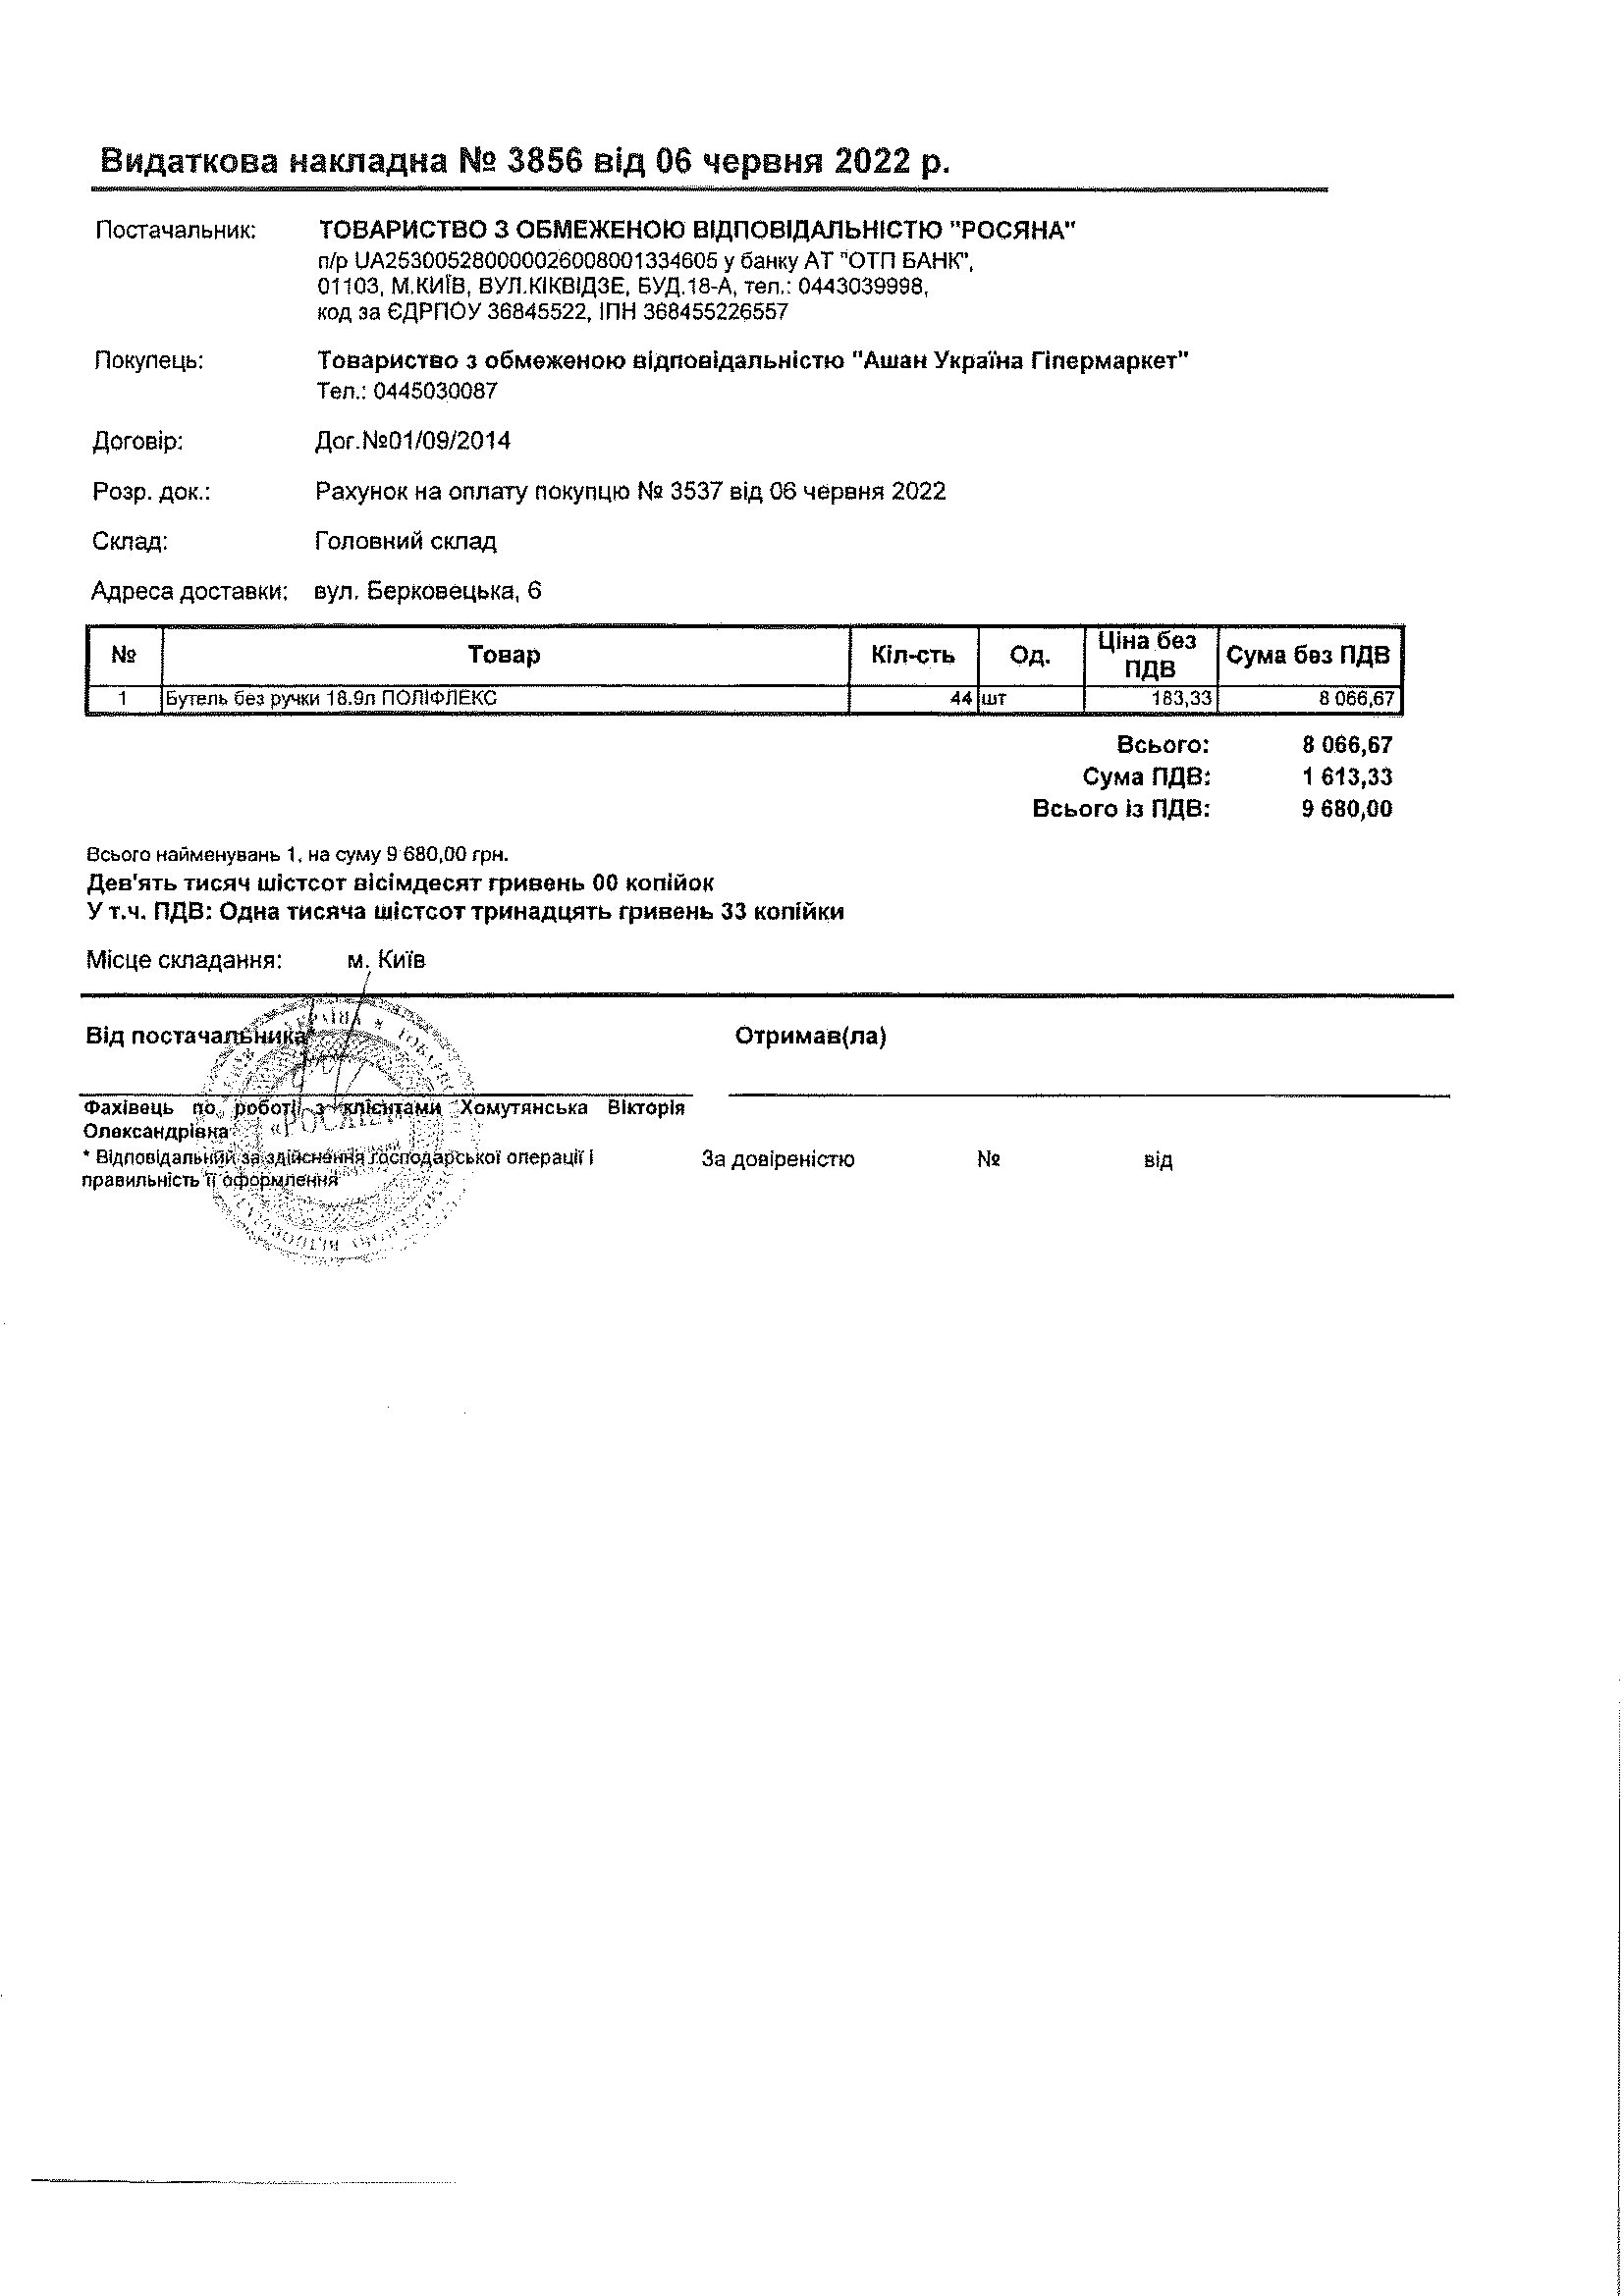 Видаткова накладна № 3856 від 06 червня 2022 р.
Постачальник: ТОВАРИСТВО З ОБМЕЖЕНОЮ ВІДПОВІДАЛЬНІСТЮ "РОСЯНА"
п/р UA253005280000026008001334605 у банку АТ "ОТП БАНК",
01103, М.КИЇВ, ВУЛ.КІКВІДЗЕ, БУД.18-А, тел.: 0443039998,
код за ЄДРПОУ 36845522, ІПН 368455226557
Покупець: Товариство з обмеженою відповідальністю "Ашан Україна Гіпермаркет"
Тел.: 0445030087
Договір: Дог.№01/09/2014
Розр. док.: Рахунок на оплату покупцю № 3537 від 06 червня 2022
Склад: Головний склад
Адреса доставки: вул. Берковецька, 6
№ Товар Кіл-сть Од. Ціна без ПДВ Сума без ПДВ
1 Бутель без ручки 18.9л ПОЛІФЛЕКС 44 шт 183,33 8 066,67
Всього: 8 066,67
Сума ПДВ: 1 613,33
Всього із ПДВ: 9 680,00
Всього найменувань 1, на суму 9 680,00 грн.
Дев'ять тисяч шістсот вісімдесят гривень 00 копійок
У т.ч. ПДВ: Одна тисяча шістсот тринадцять гривень 33 копійки
Місце складання: м. Київ
Від постачальника* Отримав(ла)
Фахівець по роботі з клієнтами Хомутянська Вікторія
Олександрівна
* Відповідальний за здійснення господарської операції і
правильність її оформлення
За довіреністю № від
«РОСЯНА»